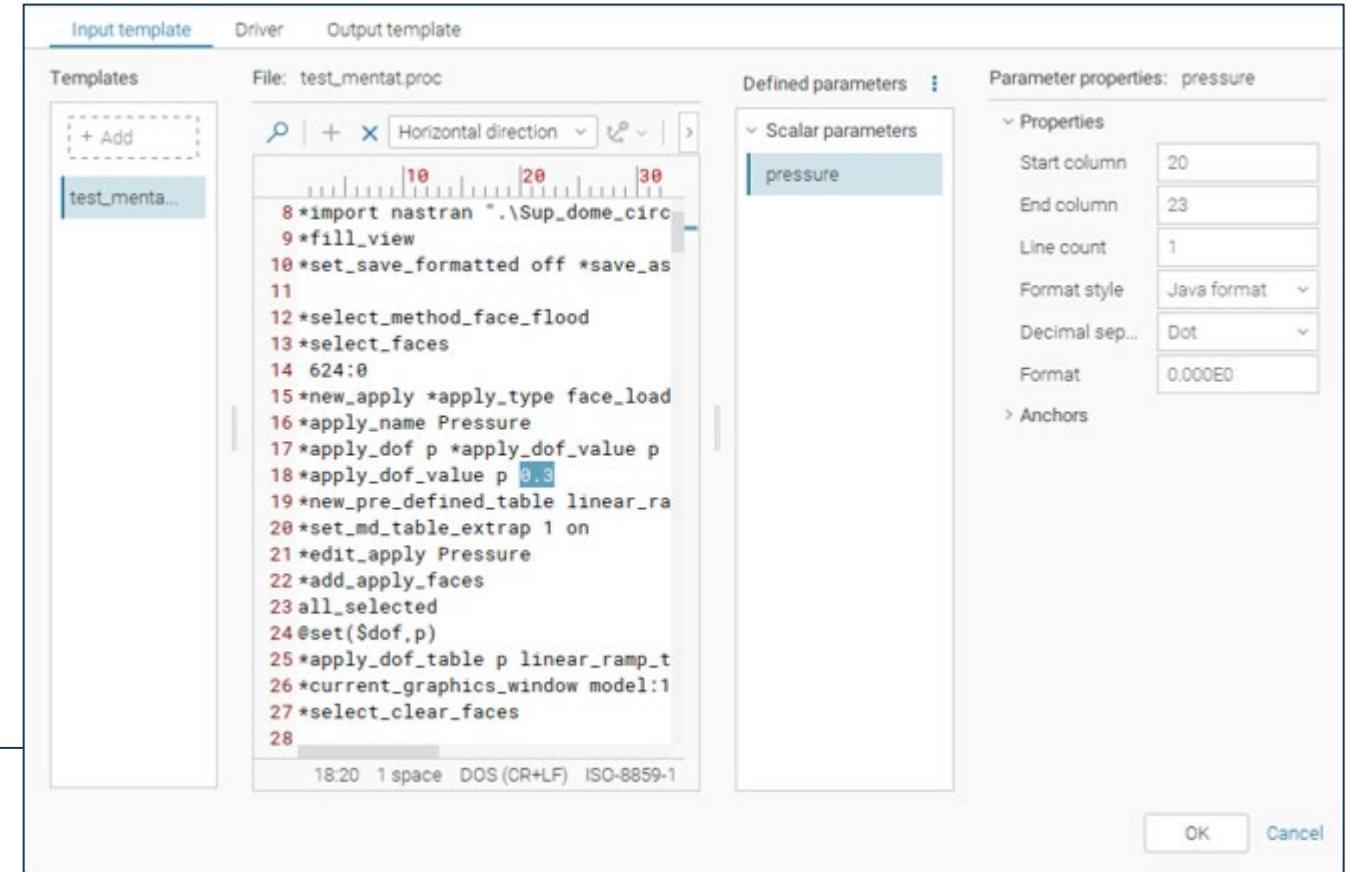 Input template Driver Output template
Templates
+ Add
test_menta...
File: test_mentat.proc
Horizontal direction
10 20 30
8 *import nastran ".\Sup_dome_circ
9 *fill_view
10 *set_save_formatted off *save_as
11
12 *select_method_face_flood
13 *select_faces
14 624:0
15 *new_apply *apply_type face_load
16 *apply_name Pressure
17 *apply_dof p *apply_dof_value p
18 *apply_dof_value p 0.3
19 *new_pre_defined_table linear_ra
20 *set_md_table_extrap 1 on
21 *edit_apply Pressure
22 *add_apply_faces
23 all_selected
24 @set($dof,p)
25 *apply_dof_table p linear_ramp_t
26 *current_graphics_window model:1
27 *select_clear_faces
28
18:20 1 space DOS (CR+LF) ISO-8859-1
Defined parameters
Scalar parameters
pressure
Parameter properties: pressure
Properties
Start column 20
End column 23
Line count 1
Format style Java format
Decimal sep... Dot
Format 0.000E0
Anchors
OK Cancel